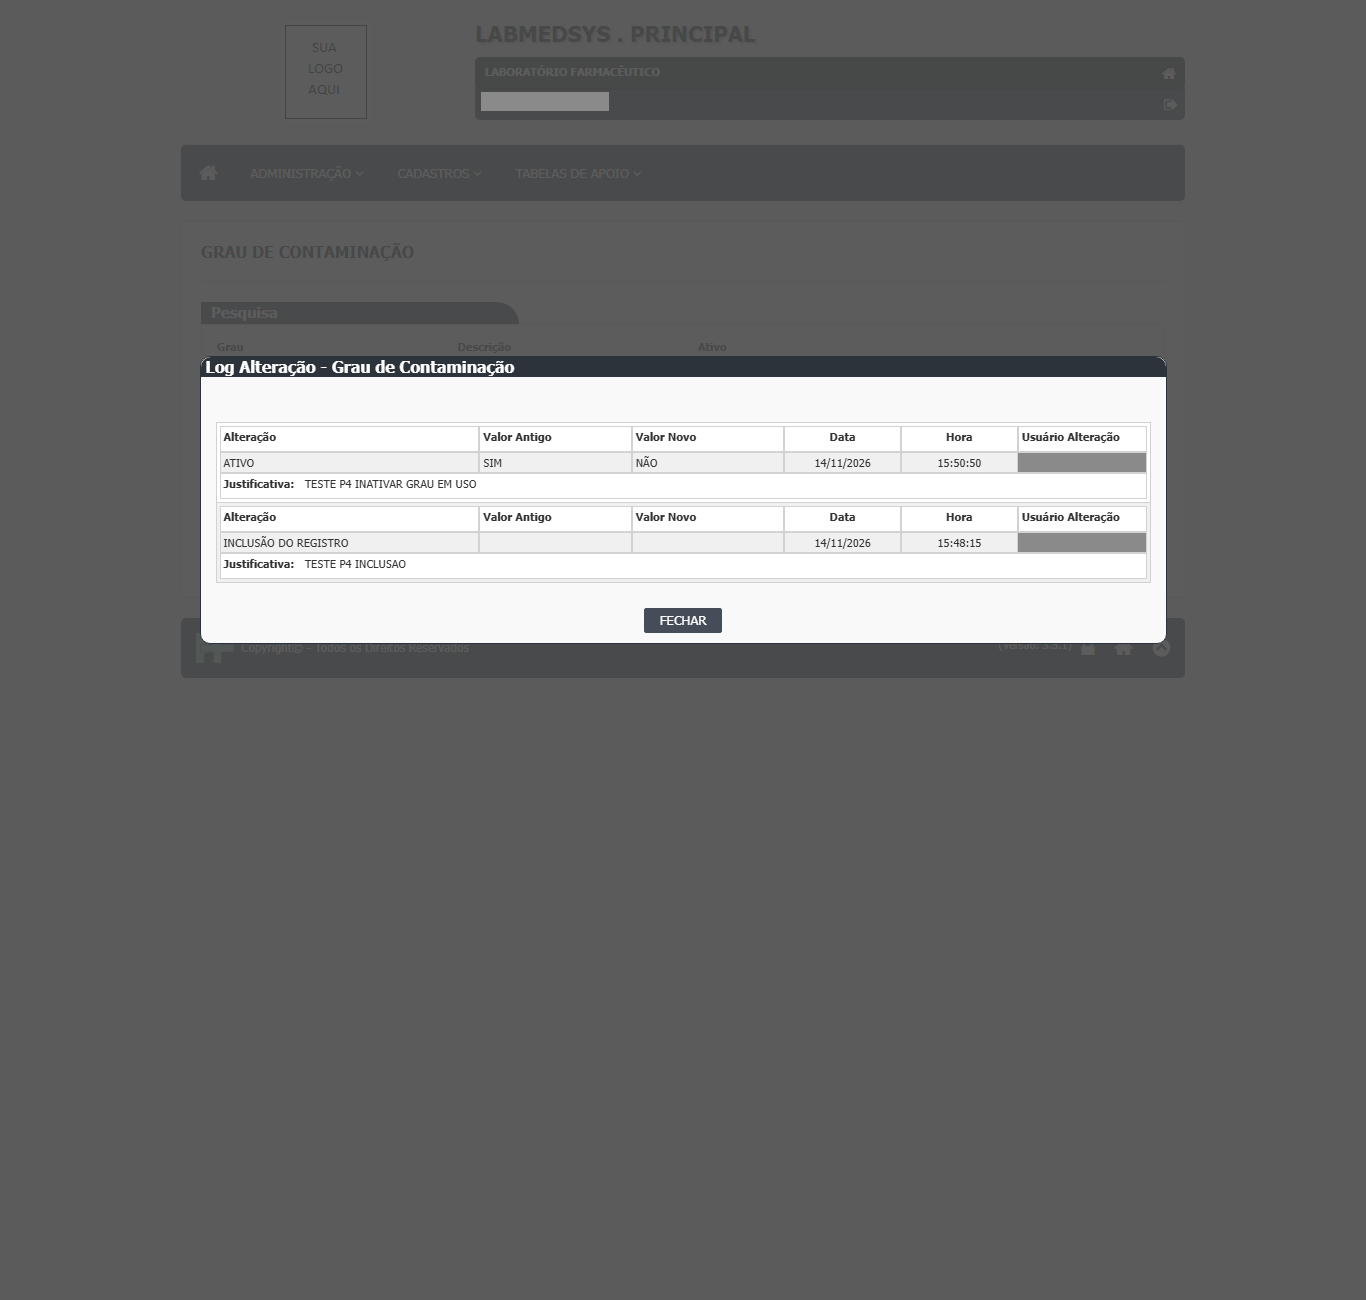 SUA
LOGO
AQUI
LABMEDSYS . PRINCIPAL
LABORATÓRIO FARMACÊUTICO
ADMINISTRAÇÃO CADASTROS TABELAS DE APOIO
GRAU DE CONTAMINAÇÃO
Pesquisa
Grau Descrição Ativo
Log Alteração - Grau de Contaminação
Alteração Valor Antigo Valor Novo Data Hora Usuário Alteração
ATIVO SIM NÃO 14/11/2026 15:50:50
Justificativa: TESTE P4 INATIVAR GRAU EM USO
Alteração Valor Antigo Valor Novo Data Hora Usuário Alteração
INCLUSÃO DO REGISTRO 14/11/2026 15:48:15
Justificativa: TESTE P4 INCLUSAO
FECHAR
Copyright© - Todos os Direitos Reservados (Versão: 3.5.1)